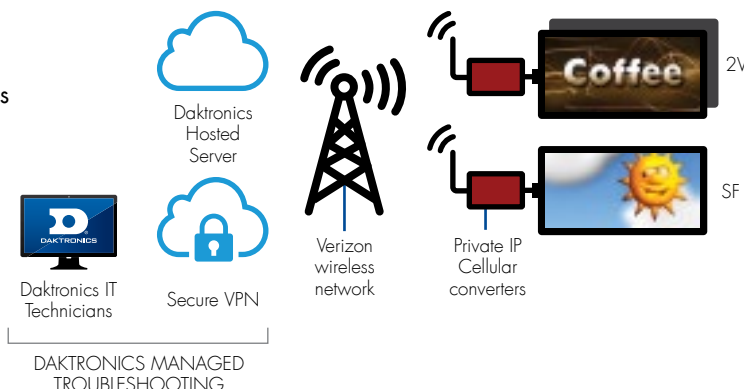 s
Daktronics
Hosted
Server
DAKTRONICS
Daktronics IT
Technicians
Secure VPN
DAKTRONICS MANAGED
TROUBLESHOOTING
Verizon
wireless
network
Private IP
Cellular
converters
Coffee
2V
SF